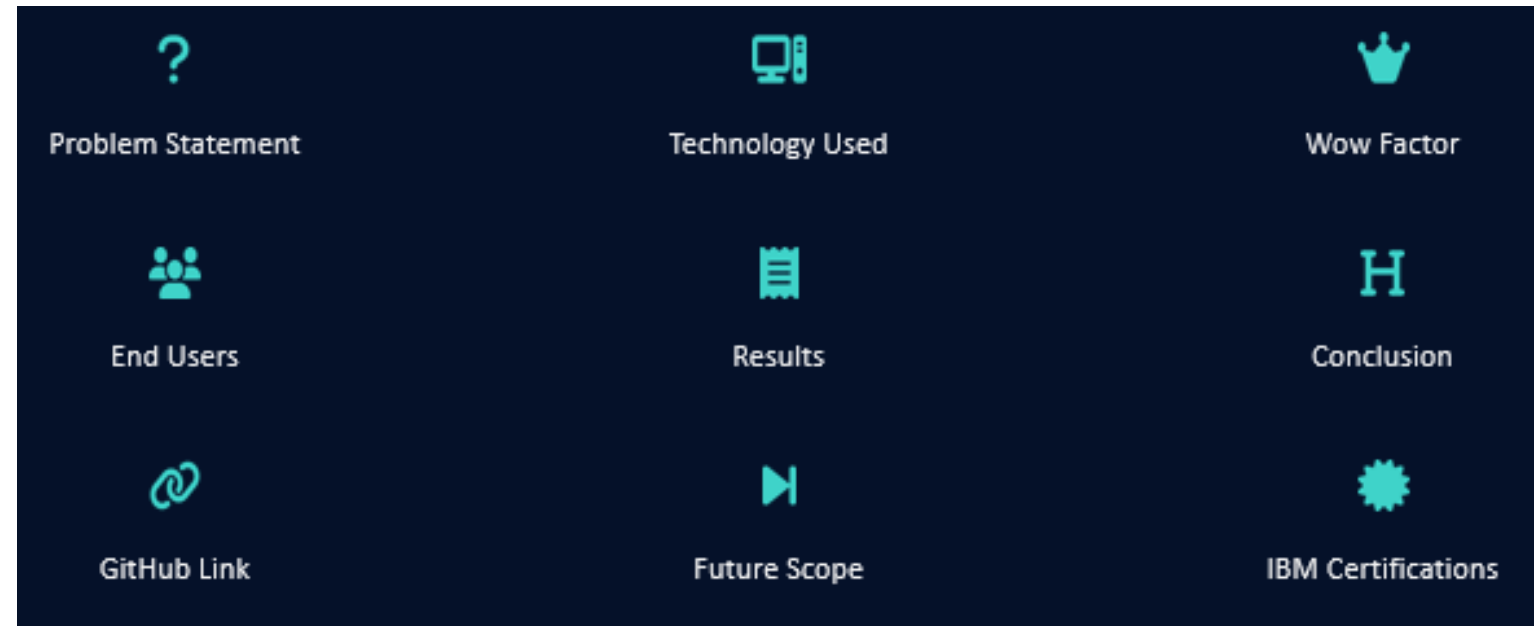 Problem Statement
Technology Used
Wow Factor
End Users
Results
Conclusion
GitHub Link
Future Scope
IBM Certifications